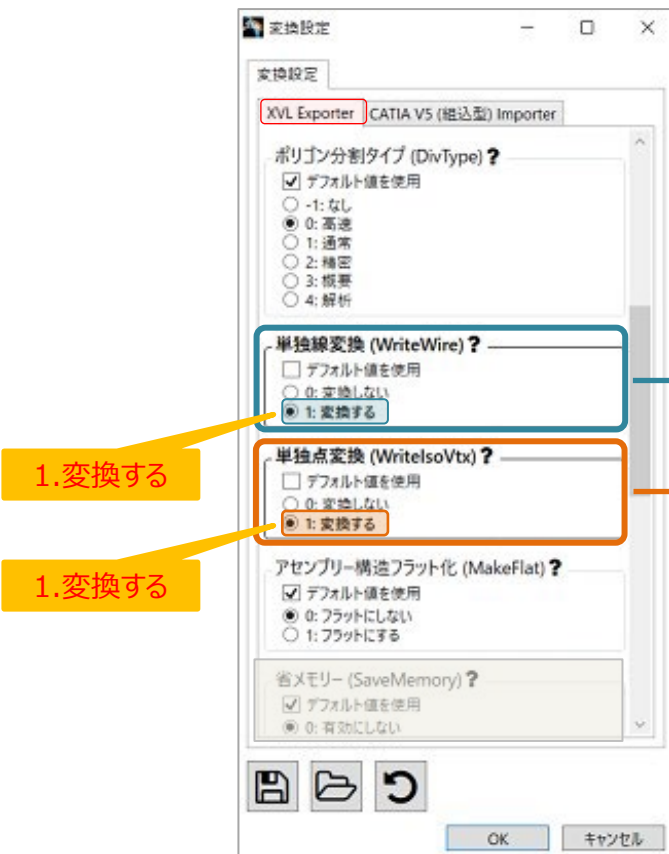 変換設定
変換設定
XVL Exporter
CATIA V5 (組込型) Importer
ポリゴン分割タイプ (DivType) ?
デフォルト値を使用
-1: なし
0: 高速
1: 通常
2: 精密
3: 概要
4: 解析
単独線変換 (WriteWire) ?
デフォルト値を使用
0: 変換しない
1: 変換する
1.変換する
単独点変換 (WriteIsoVtx) ?
デフォルト値を使用
0: 変換しない
1: 変換する
1.変換する
アセンブリー構造フラット化 (MakeFlat) ?
デフォルト値を使用
0: フラットにしない
1: フラットにする
省メモリー (SaveMemory) ?
デフォルト値を使用
0: 有効にしない
OK
キャンセル